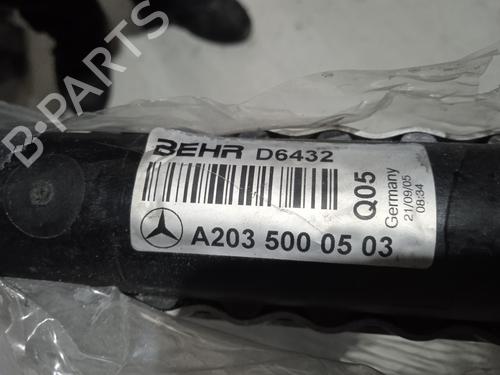 B-PARTS
BEHR D6432
Q05
Germany
21/09/05
08:34
A203 500 05 03